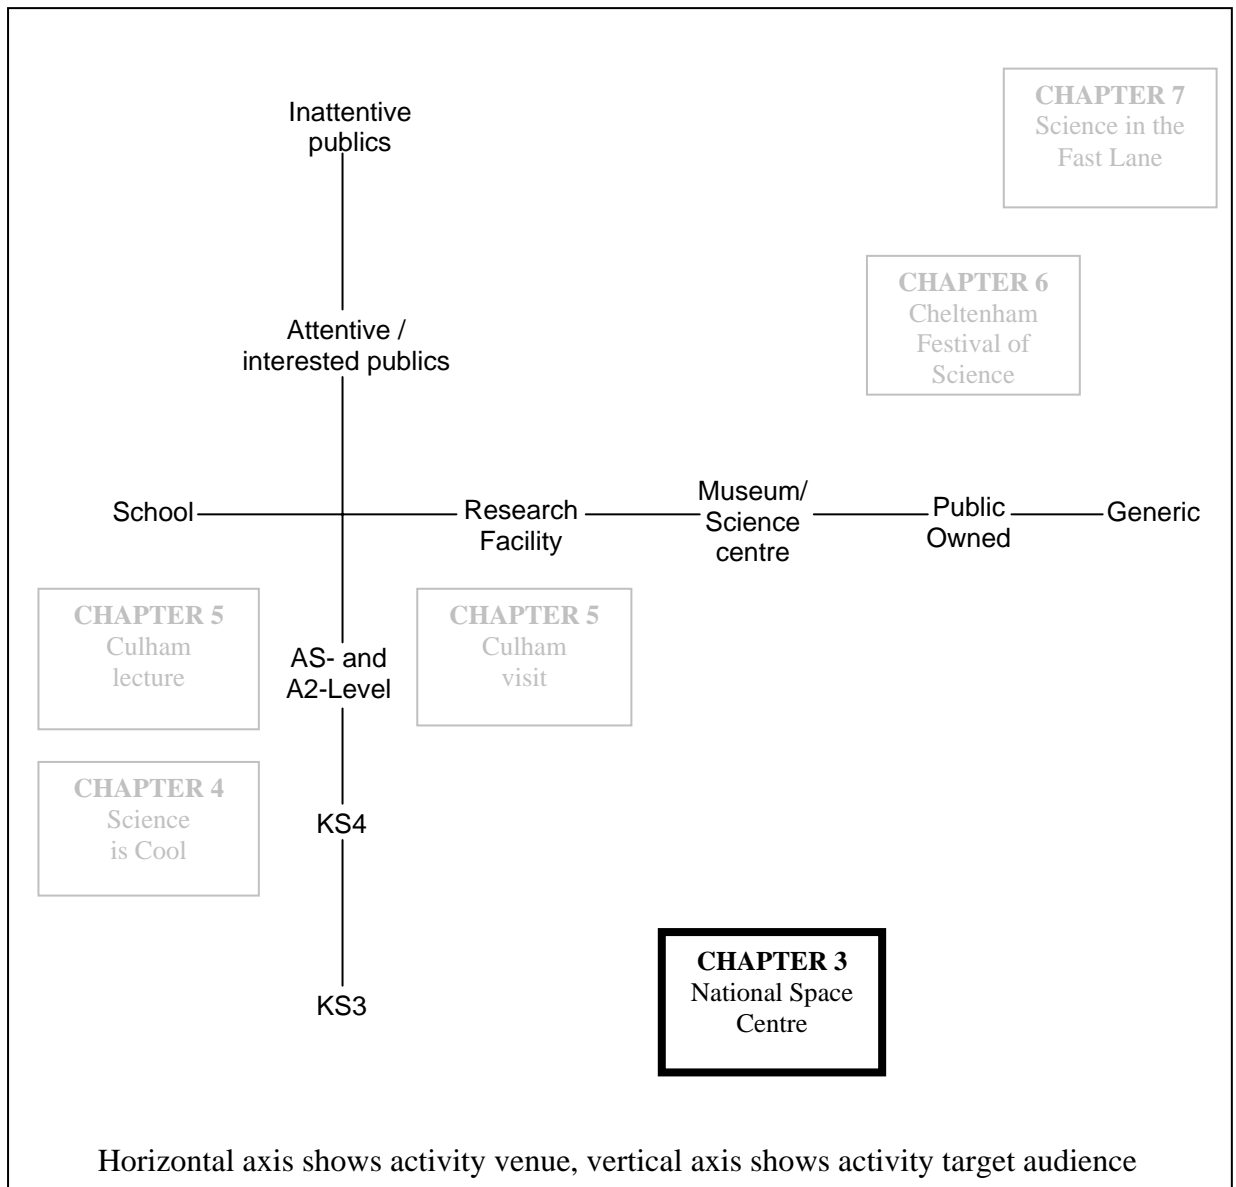 CHAPTER 7
Science in the
Fast Lane
Inattentive
publics
CHAPTER 6
Cheltenham
Festival of
Science
Attentive /
interested publics
School
Research
Facility
Museum/
Science
centre
Public
Owned
Generic
CHAPTER 5
Culham
lecture
AS- and
A2-Level
CHAPTER 5
Culham
visit
CHAPTER 4
Science
is Cool
KS4
KS3
CHAPTER 3
National Space
Centre
Horizontal axis shows activity venue, vertical axis shows activity target audience